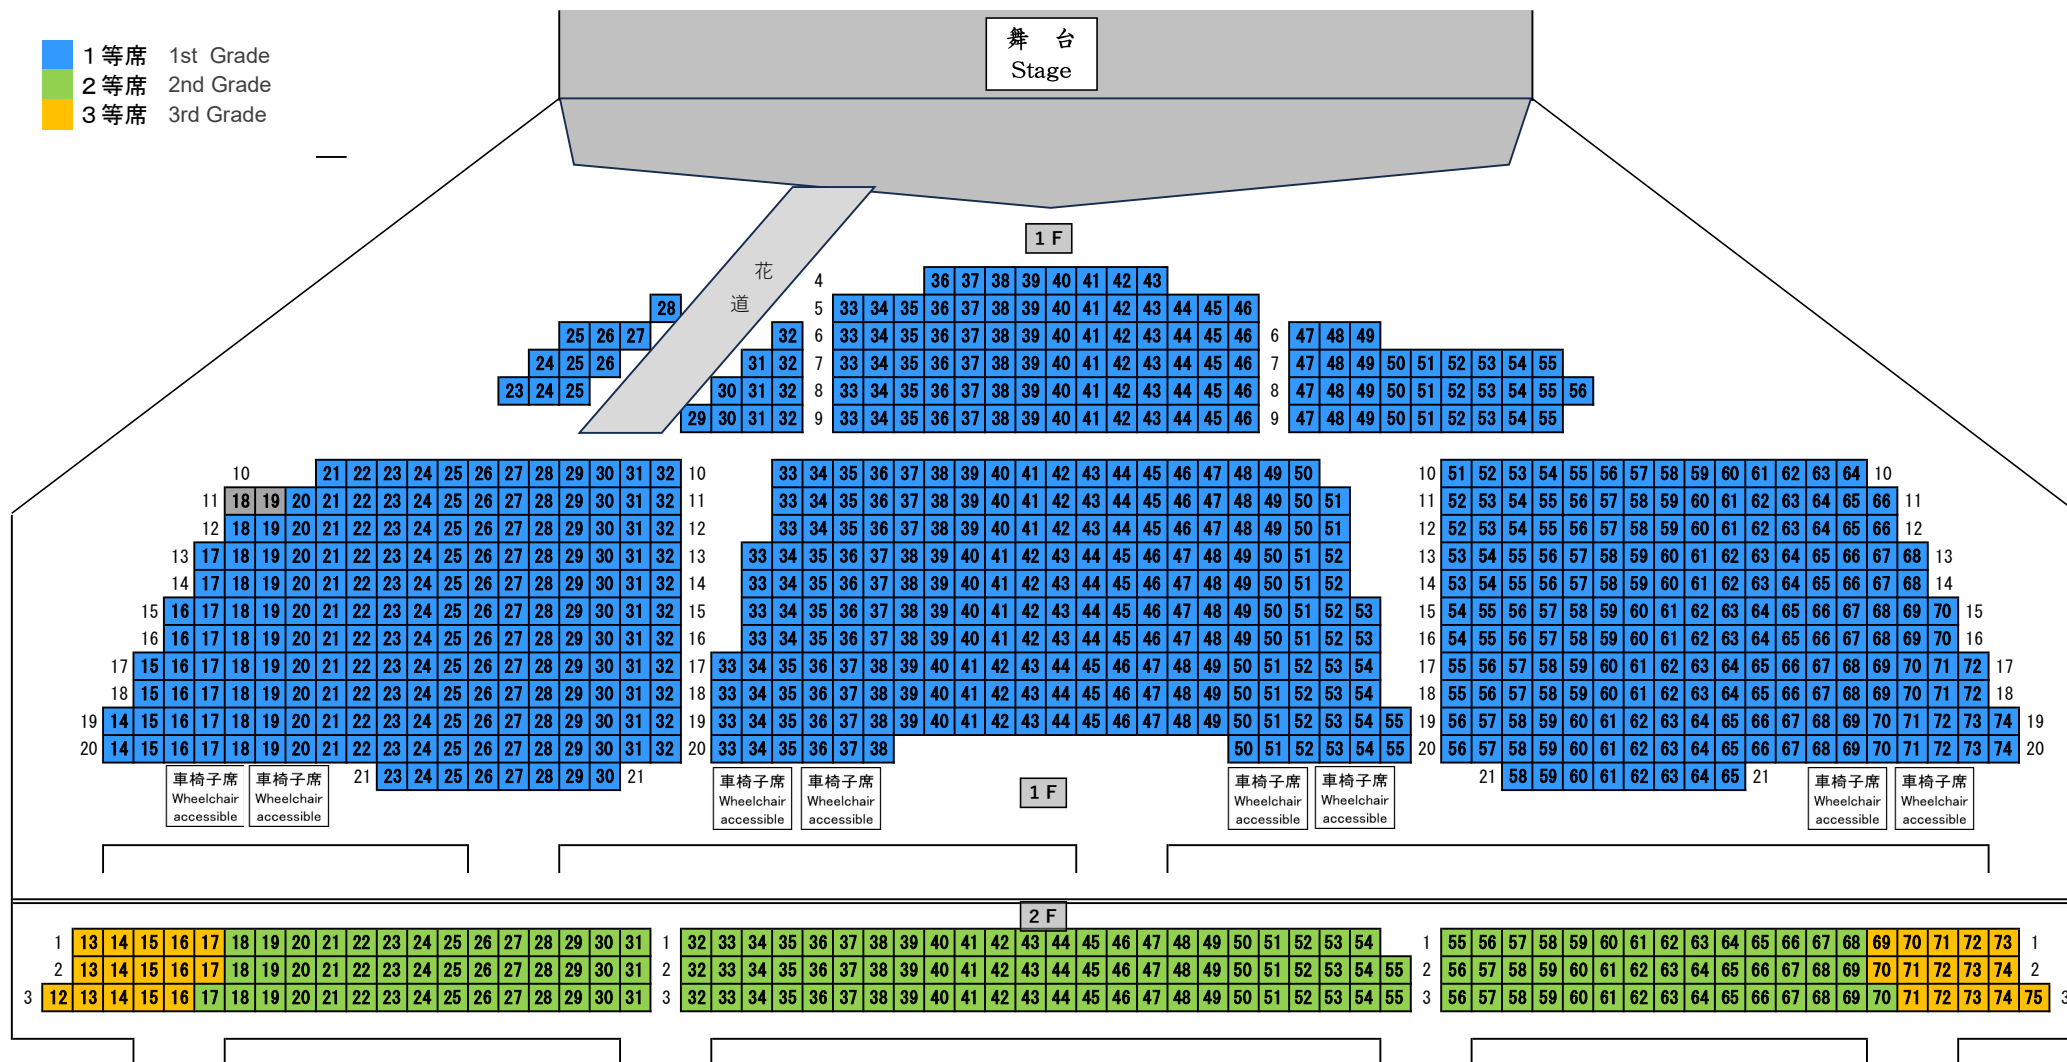 1等席 1st Grade
2等席 2nd Grade
3等席 3rd Grade
舞 台
Stage
花
道
1 F
4 36 37 38 39 40 41 42 43
28 5 33 34 35 36 37 38 39 40 41 42 43 44 45 46
25 26 27 32 6 33 34 35 36 37 38 39 40 41 42 43 44 45 46 6 47 48 49
24 25 26 31 32 7 33 34 35 36 37 38 39 40 41 42 43 44 45 46 7 47 48 49 50 51 52 53 54 55
23 24 25 30 31 32 8 33 34 35 36 37 38 39 40 41 42 43 44 45 46 8 47 48 49 50 51 52 53 54 55 56
29 30 31 32 9 33 34 35 36 37 38 39 40 41 42 43 44 45 46 9 47 48 49 50 51 52 53 54 55
10 21 22 23 24 25 26 27 28 29 30 31 32 10 33 34 35 36 37 38 39 40 41 42 43 44 45 46 47 48 49 50 10 51 52 53 54 55 56 57 58 59 60 61 62 63 64 10
11 18 19 20 21 22 23 24 25 26 27 28 29 30 31 32 11 33 34 35 36 37 38 39 40 41 42 43 44 45 46 47 48 49 50 51 11 52 53 54 55 56 57 58 59 60 61 62 63 64 65 66 11
12 18 19 20 21 22 23 24 25 26 27 28 29 30 31 32 12 33 34 35 36 37 38 39 40 41 42 43 44 45 46 47 48 49 50 51 12 52 53 54 55 56 57 58 59 60 61 62 63 64 65 66 12
13 17 18 19 20 21 22 23 24 25 26 27 28 29 30 31 32 13 33 34 35 36 37 38 39 40 41 42 43 44 45 46 47 48 49 50 51 52 13 53 54 55 56 57 58 59 60 61 62 63 64 65 66 67 68 13
14 17 18 19 20 21 22 23 24 25 26 27 28 29 30 31 32 14 33 34 35 36 37 38 39 40 41 42 43 44 45 46 47 48 49 50 51 52 14 53 54 55 56 57 58 59 60 61 62 63 64 65 66 67 68 14
15 16 17 18 19 20 21 22 23 24 25 26 27 28 29 30 31 32 15 33 34 35 36 37 38 39 40 41 42 43 44 45 46 47 48 49 50 51 52 53 15 54 55 56 57 58 59 60 61 62 63 64 65 66 67 68 69 70 15
16 16 17 18 19 20 21 22 23 24 25 26 27 28 29 30 31 32 16 33 34 35 36 37 38 39 40 41 42 43 44 45 46 47 48 49 50 51 52 53 16 54 55 56 57 58 59 60 61 62 63 64 65 66 67 68 69 70 16
17 15 16 17 18 19 20 21 22 23 24 25 26 27 28 29 30 31 32 17 33 34 35 36 37 38 39 40 41 42 43 44 45 46 47 48 49 50 51 52 53 54 17 55 56 57 58 59 60 61 62 63 64 65 66 67 68 69 70 71 72 17
18 15 16 17 18 19 20 21 22 23 24 25 26 27 28 29 30 31 32 18 33 34 35 36 37 38 39 40 41 42 43 44 45 46 47 48 49 50 51 52 53 54 18 55 56 57 58 59 60 61 62 63 64 65 66 67 68 69 70 71 72 18
19 14 15 16 17 18 19 20 21 22 23 24 25 26 27 28 29 30 31 32 19 33 34 35 36 37 38 39 40 41 42 43 44 45 46 47 48 49 50 51 52 53 54 55 19 56 57 58 59 60 61 62 63 64 65 66 67 68 69 70 71 72 73 74 19
20 14 15 16 17 18 19 20 21 22 23 24 25 26 27 28 29 30 31 32 20 33 34 35 36 37 38 50 51 52 53 54 55 20 56 57 58 59 60 61 62 63 64 65 66 67 68 69 70 71 72 73 74 20
21 23 24 25 26 27 28 29 30 21 21 58 59 60 61 62 63 64 65 21
車椅子席 車椅子席 車椅子席 車椅子席 車椅子席 車椅子席 車椅子席 車椅子席
Wheelchair Wheelchair Wheelchair Wheelchair Wheelchair Wheelchair Wheelchair Wheelchair
accessible accessible accessible accessible accessible accessible accessible accessible
1 F
2 F
1 13 14 15 16 17 18 19 20 21 22 23 24 25 26 27 28 29 30 31 1 32 33 34 35 36 37 38 39 40 41 42 43 44 45 46 47 48 49 50 51 52 53 54 1 55 56 57 58 59 60 61 62 63 64 65 66 67 68 69 70 71 72 73 1
2 13 14 15 16 17 18 19 20 21 22 23 24 25 26 27 28 29 30 31 2 32 33 34 35 36 37 38 39 40 41 42 43 44 45 46 47 48 49 50 51 52 53 54 55 2 56 57 58 59 60 61 62 63 64 65 66 67 68 69 70 71 72 73 74 2
3 12 13 14 15 16 17 18 19 20 21 22 23 24 25 26 27 28 29 30 31 3 32 33 34 35 36 37 38 39 40 41 42 43 44 45 46 47 48 49 50 51 52 53 54 55 3 56 57 58 59 60 61 62 63 64 65 66 67 68 69 70 71 72 73 74 75 3